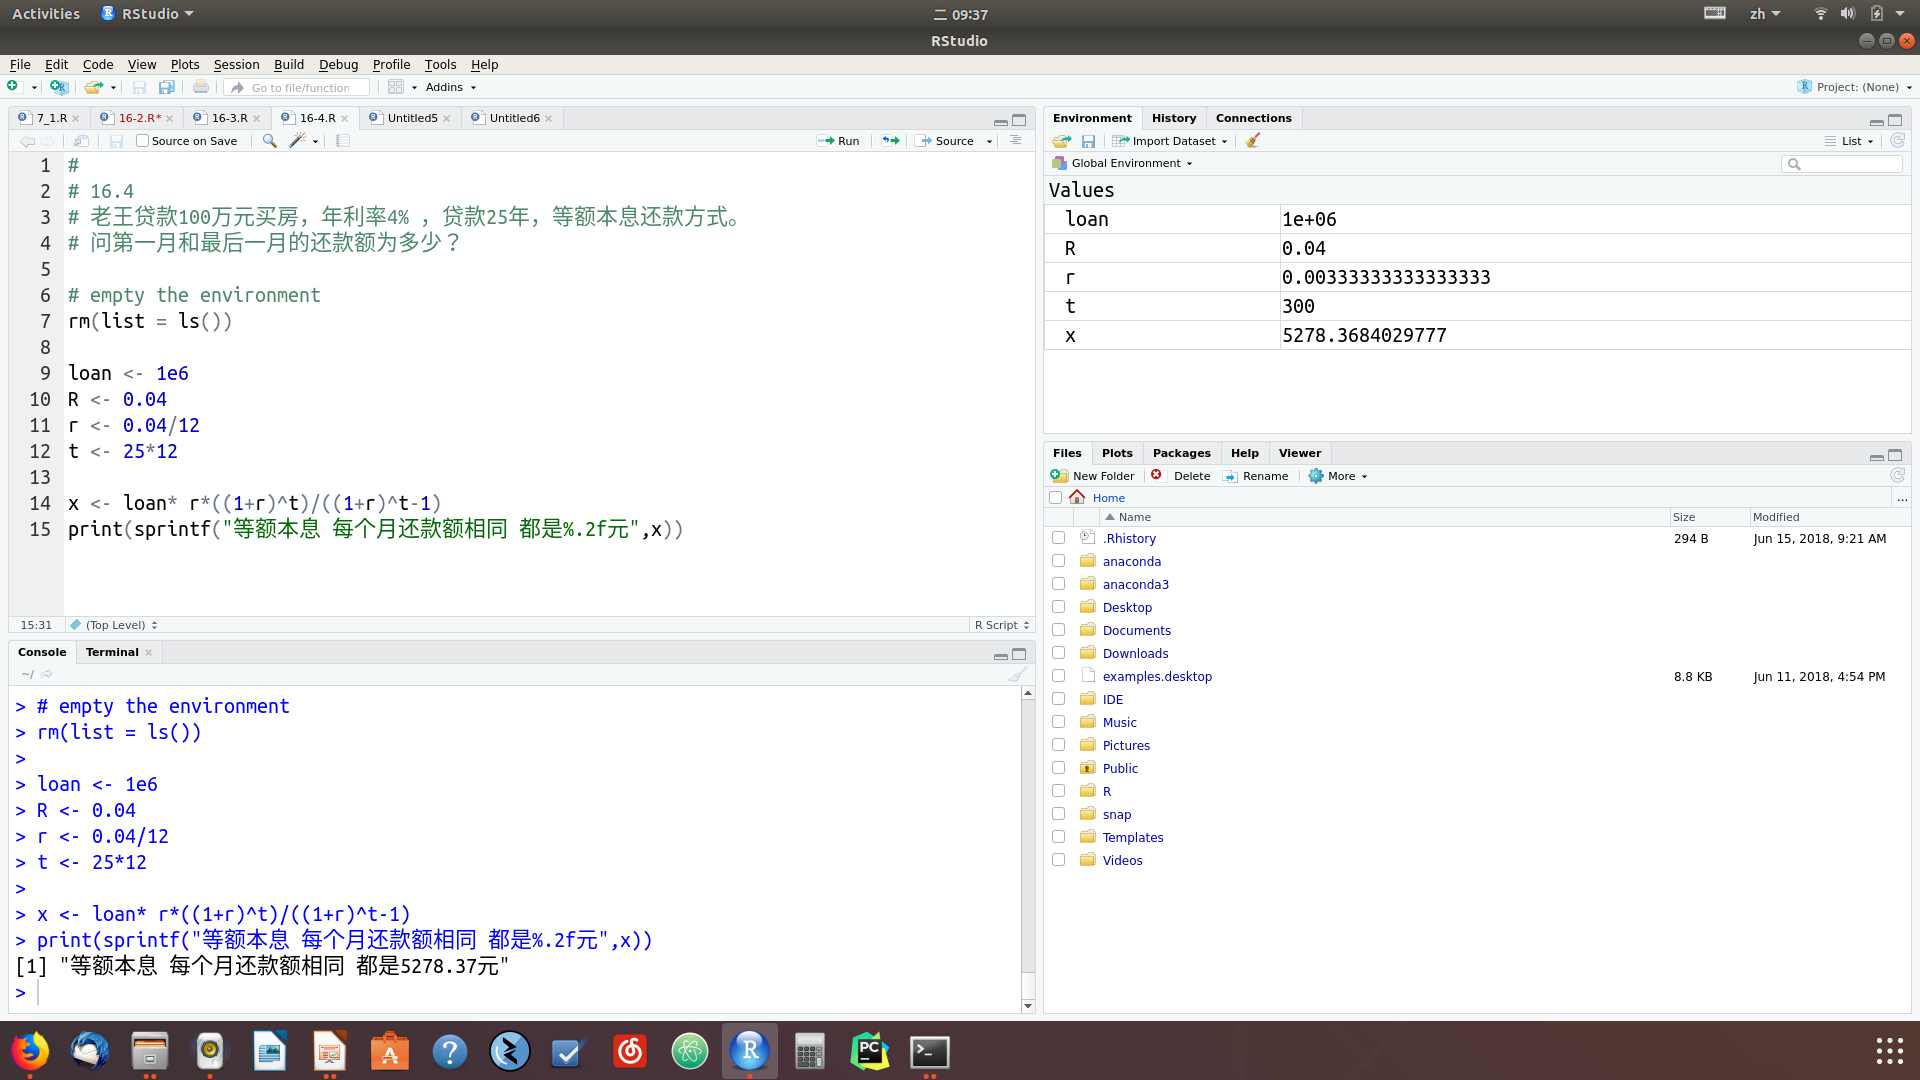 Activities
RStudio
二 09:37
zh
RStudio
File Edit Code View Plots Session Build Debug Profile Tools Help
Go to file/function
Addins
Project: (None)
7_1.R
16-2.R*
16-3.R
16-4.R
Untitled5
Untitled6
Source on Save
Run
Source
1 #
2 # 16.4
3 # 老王贷款100万元买房，年利率4% ，贷款25年，等额本息还款方式。
4 # 问第一月和最后一月的还款额为多少？
5
6 # empty the environment
7 rm(list = ls())
8
9 loan <- 1e6
10 R <- 0.04
11 r <- 0.04/12
12 t <- 25*12
13
14 x <- loan* r*((1+r)^t)/((1+r)^t-1)
15 print(sprintf("等额本息 每个月还款额相同 都是%.2f元",x))
15:31
(Top Level)
R Script
Console
Terminal
~/
> # empty the environment
> rm(list = ls())
>
> loan <- 1e6
> R <- 0.04
> r <- 0.04/12
> t <- 25*12
>
> x <- loan* r*((1+r)^t)/((1+r)^t-1)
> print(sprintf("等额本息 每个月还款额相同 都是%.2f元",x))
[1] "等额本息 每个月还款额相同 都是5278.37元"
>
Environment History Connections
Import Dataset
List
Global Environment
Values
loan 1e+06
R 0.04
r 0.00333333333333333
t 300
x 5278.3684029777
Files Plots Packages Help Viewer
New Folder Delete Rename More
Home
...
Name Size Modified
.Rhistory 294 B Jun 15, 2018, 9:21 AM
anaconda
anaconda3
Desktop
Documents
Downloads
examples.desktop 8.8 KB Jun 11, 2018, 4:54 PM
IDE
Music
Pictures
Public
R
snap
Templates
Videos
R
PC
>_